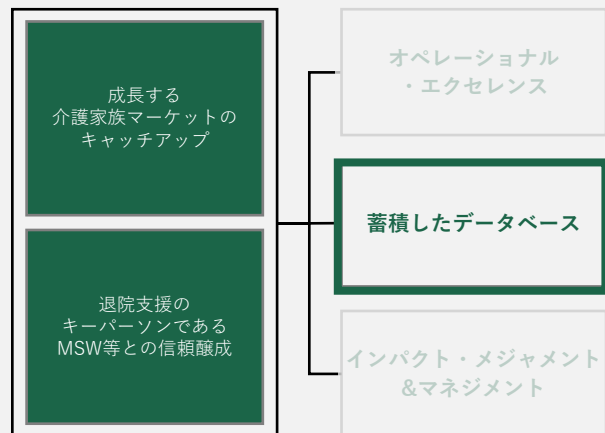 成長する
介護家族マーケットの
キャッチアップ
退院支援の
キーパーソンである
MSW等との信頼醸成
オペレーショナル
・エクセレンス
蓄積したデータベース
インパクト・メジャメント
&マネジメント